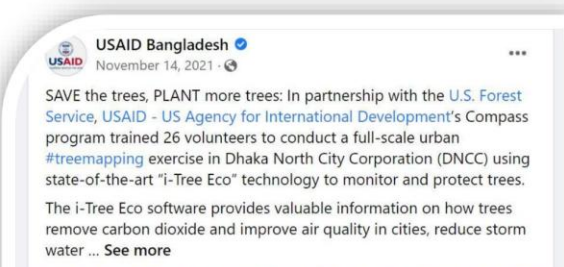 USAID
USAID Bangladesh
November 14, 2021 ·
SAVE the trees, PLANT more trees: In partnership with the U.S. Forest
Service, USAID - US Agency for International Development's Compass
program trained 26 volunteers to conduct a full-scale urban
#treemapping exercise in Dhaka North City Corporation (DNCC) using
state-of-the-art "i-Tree Eco" technology to monitor and protect trees.
The i-Tree Eco software provides valuable information on how trees
remove carbon dioxide and improve air quality in cities, reduce storm
water ... See more